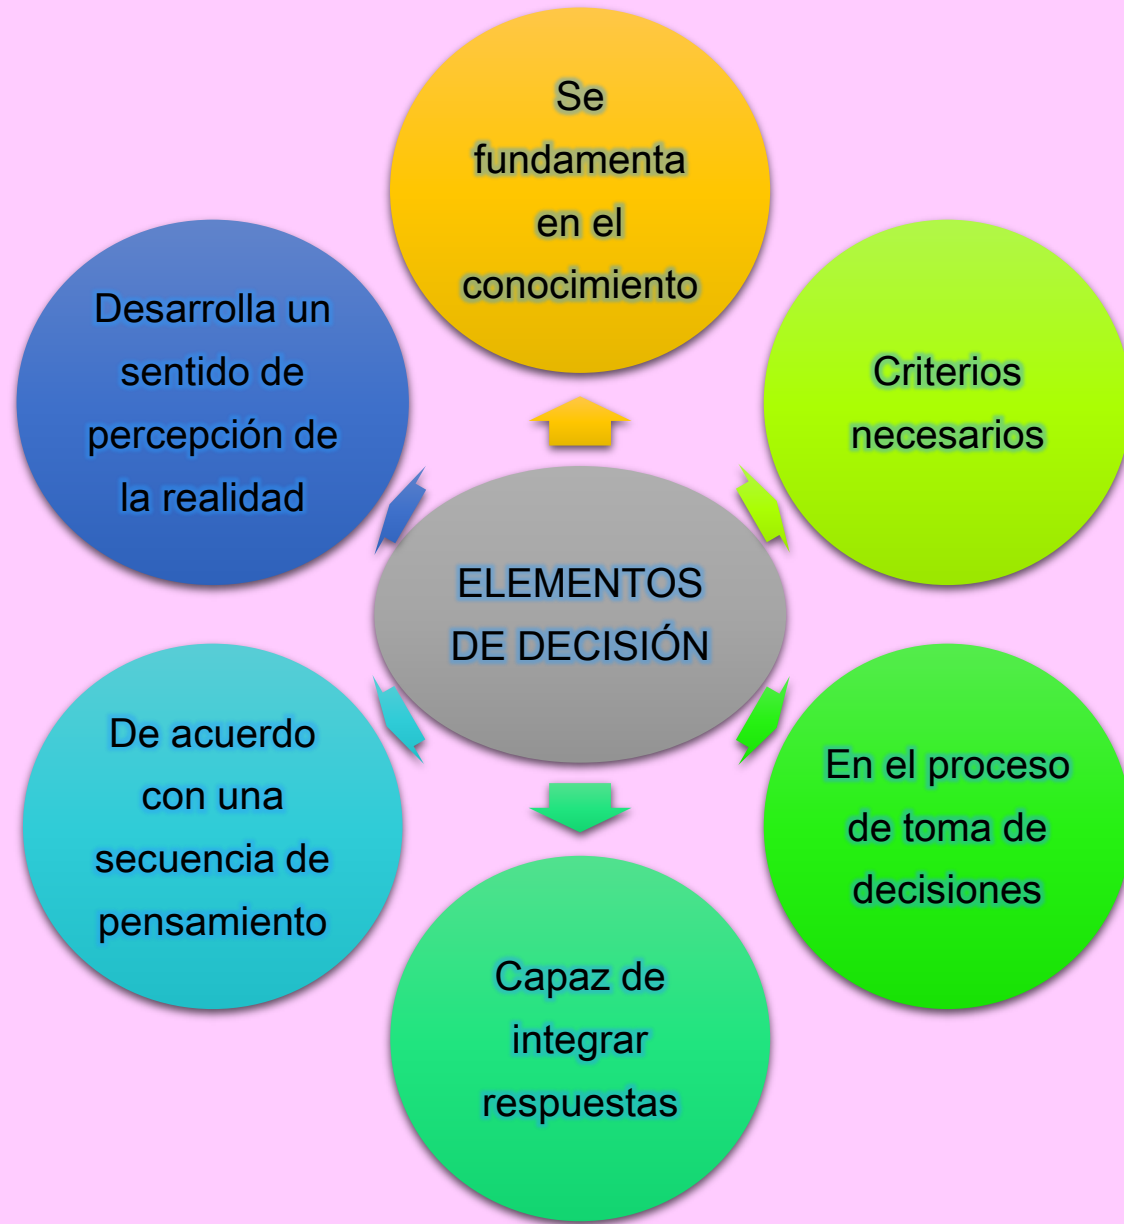 Se
fundamenta
en el
conocimiento
Criterios
necesarios
En el proceso
de toma de
decisiones
Capaz de
integrar
respuestas
De acuerdo
con una
secuencia de
pensamiento
Desarrolla un
sentido de
percepción de
la realidad
ELEMENTOS
DE DECISIÓN